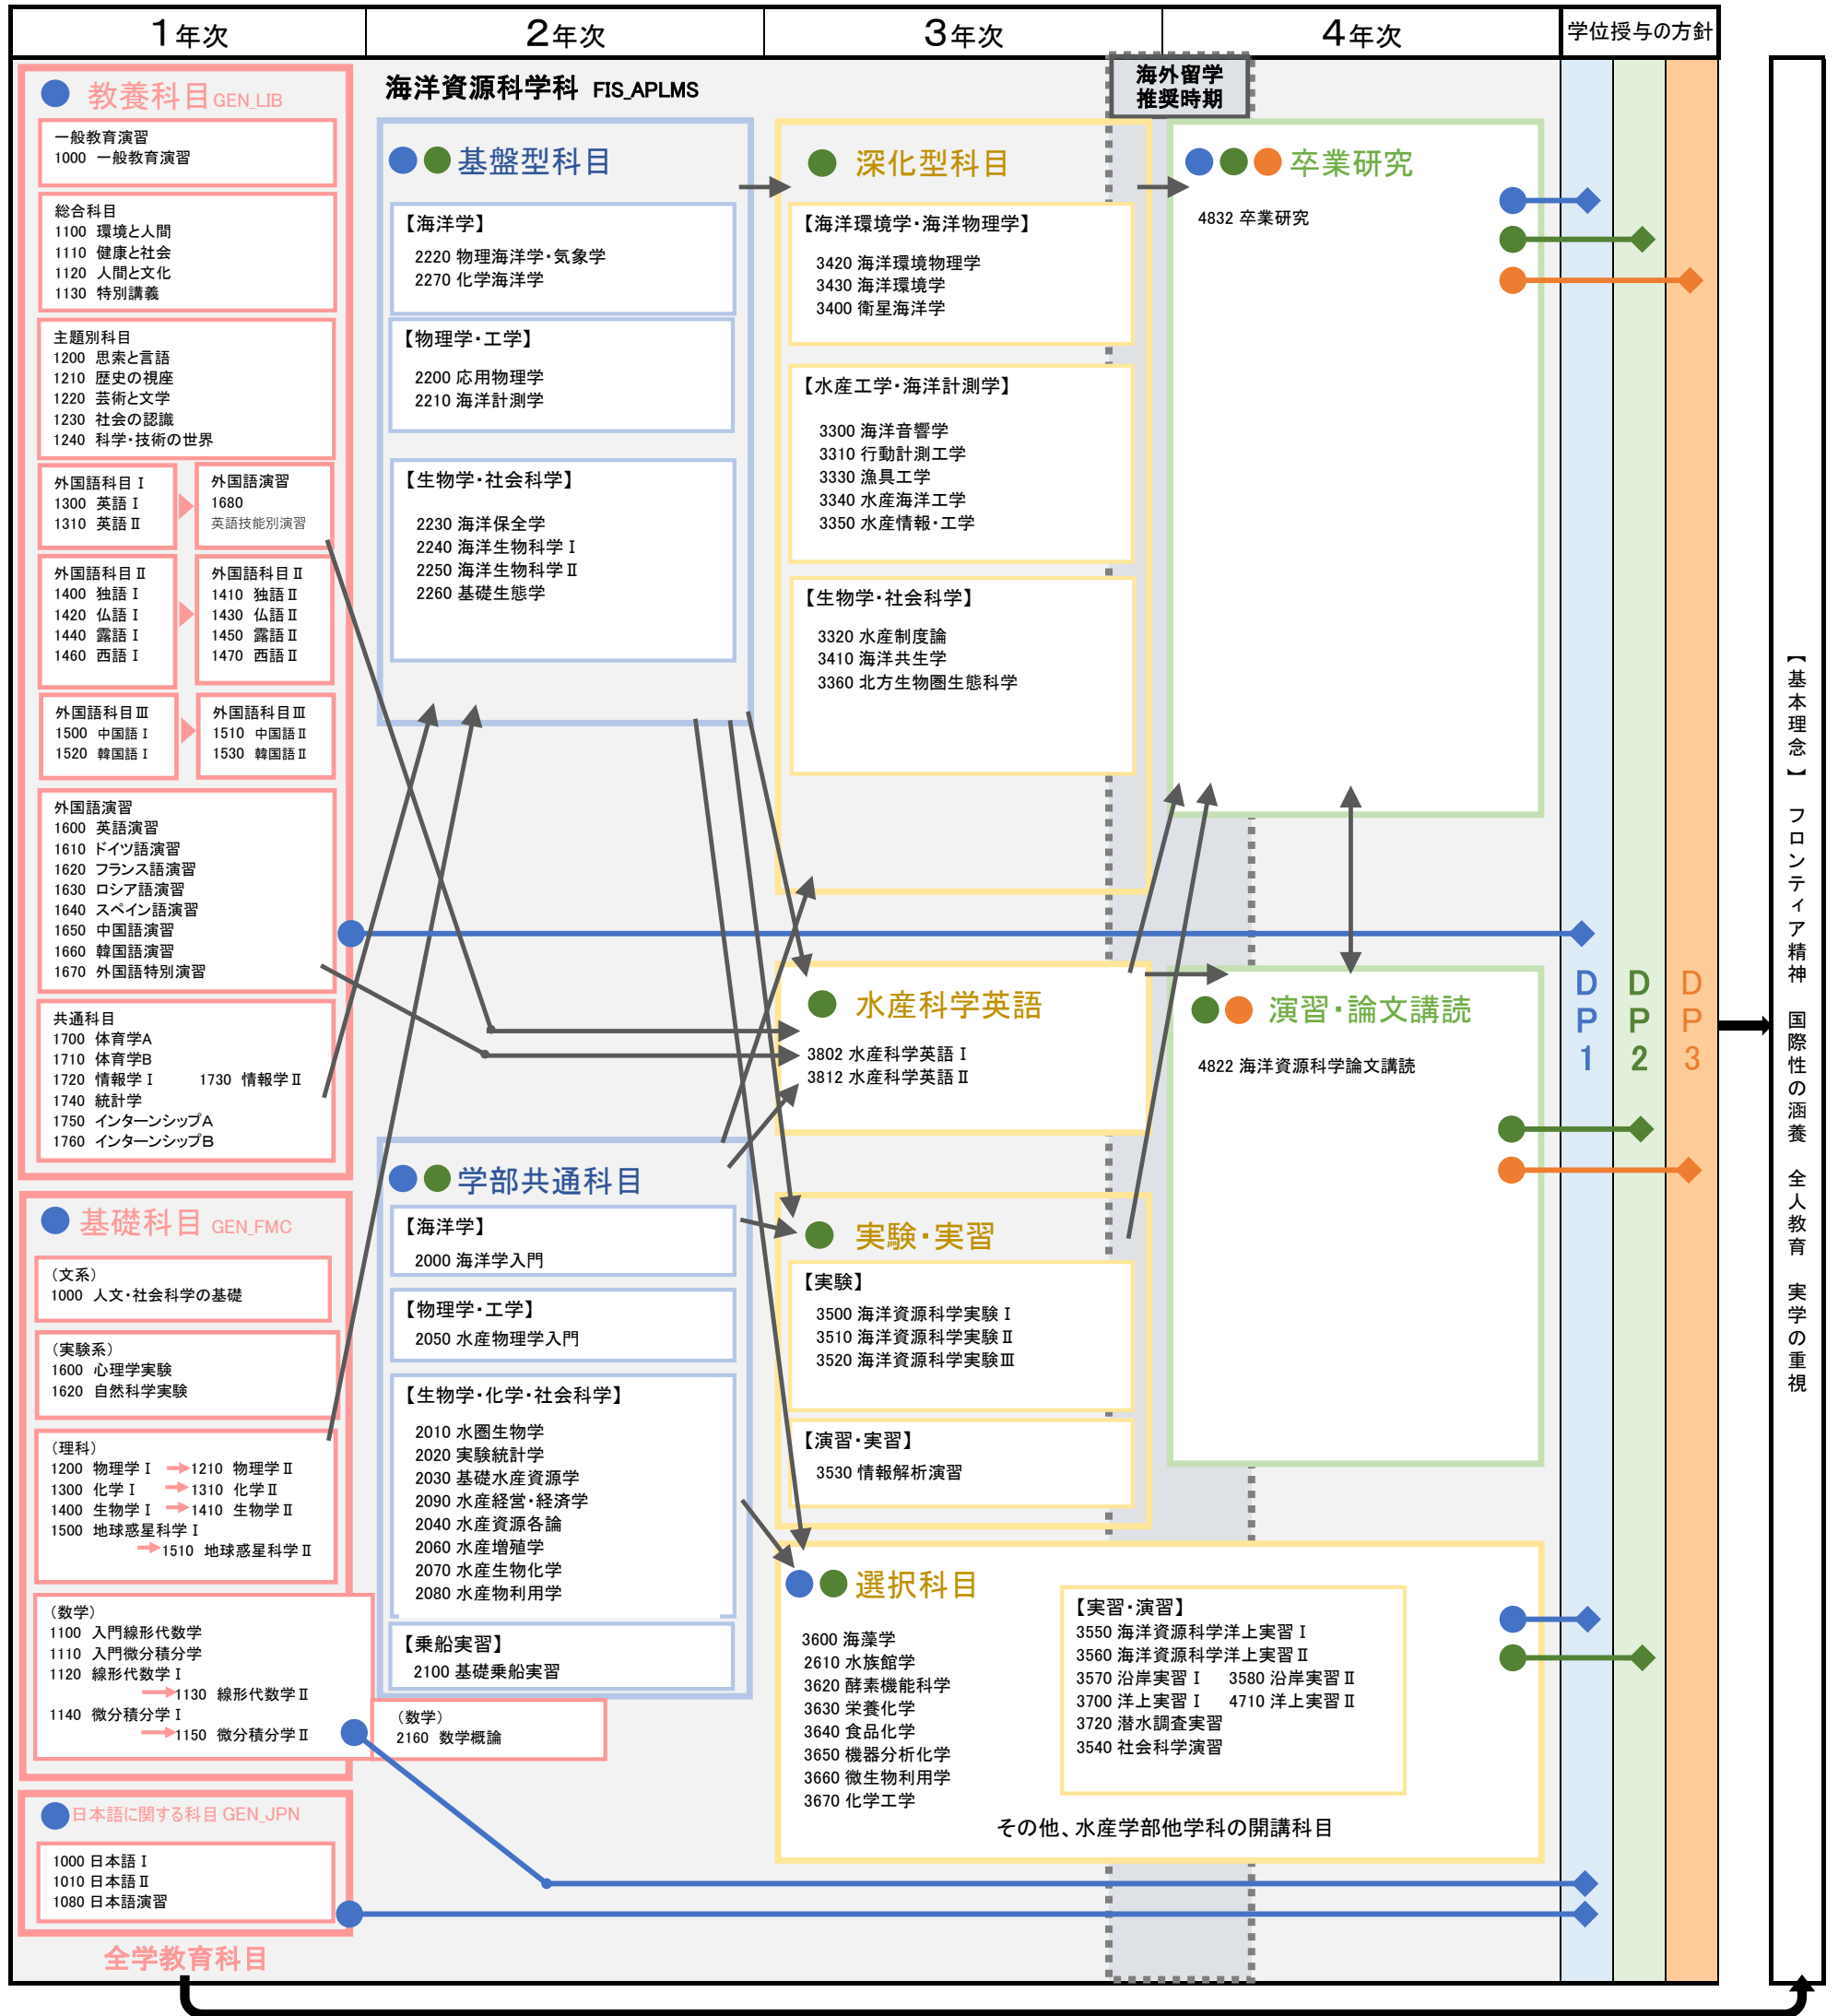 1年次
2年次
3年次
4年次
学位授与の方針
教養科目GEN_LIB
一般教育演習
1000 一般教育演習
総合科目
1100 環境と人間
1110 健康と社会
1120 人間と文化
1130 特別講義
主題別科目
1200 思索と言語
1210 歴史の視座
1220 芸術と文学
1230 社会の認識
1240 科学・技術の世界
外国語科目Ⅰ
1300 英語Ⅰ
1310 英語Ⅱ
外国語演習
1680
英語技能別演習
外国語科目Ⅱ
1400 独語Ⅰ
1420 仏語Ⅰ
1440 露語Ⅰ
1460 西語Ⅰ
外国語科目Ⅱ
1410 独語Ⅱ
1430 仏語Ⅱ
1450 露語Ⅱ
1470 西語Ⅱ
外国語科目Ⅲ
1500 中国語Ⅰ
1520 韓国語Ⅰ
外国語科目Ⅲ
1510 中国語Ⅱ
1530 韓国語Ⅱ
外国語演習
1600 英語演習
1610 ドイツ語演習
1620 フランス語演習
1630 ロシア語演習
1640 スペイン語演習
1650 中国語演習
1660 韓国語演習
1670 外国語特別演習
共通科目
1700 体育学A
1710 体育学B
1720 情報学Ⅰ 1730 情報学Ⅱ
1740 統計学
1750 インターンシップA
1760 インターンシップB
基礎科目 GEN_FMC
(文系)
1000 人文・社会科学の基礎
(実験系)
1600 心理学実験
1620 自然科学実験
(理科)
1200 物理学Ⅰ 1210 物理学Ⅱ
1300 化学Ⅰ 1310 化学Ⅱ
1400 生物学Ⅰ 1410 生物学Ⅱ
1500 地球惑星科学Ⅰ
1510 地球惑星科学Ⅱ
(数学)
1100 入門線形代数学
1110 入門微分積分学
1120 線形代数学Ⅰ
1130 線形代数学Ⅱ
1140 微分積分学Ⅰ
1150 微分積分学Ⅱ
(数学)
2160 数学概論
日本語に関する科目 GEN_JPN
1000 日本語Ⅰ
1010 日本語Ⅱ
1080 日本語演習
全学教育科目
海洋資源科学科 FIS_APLMS
基盤型科目
【海洋学】
2220 物理海洋学・気象学
2270 化学海洋学
【物理学・工学】
2200 応用物理学
2210 海洋計測学
【生物学・社会科学】
2230 海洋保全学
2240 海洋生物科学Ⅰ
2250 海洋生物科学Ⅱ
2260 基礎生態学
学部共通科目
【海洋学】
2000 海洋学入門
【物理学・工学】
2050 水産物理学入門
【生物学・化学・社会科学】
2010 水圏生物学
2020 実験統計学
2030 基礎水産資源学
2090 水産経営・経済学
2040 水産資源各論
2060 水産増殖学
2070 水産生物化学
2080 水産物利用学
【乗船実習】
2100 基礎乗船実習
深化型科目
【海洋環境学・海洋物理学】
3420 海洋環境物理学
3430 海洋環境学
3400 衛星海洋学
【水産工学・海洋計測学】
3300 海洋音響学
3310 行動計測工学
3330 漁具工学
3340 水産海洋工学
3350 水産情報・工学
【生物学・社会科学】
3320 水産制度論
3410 海洋共生学
3360 北方生物圏生態科学
水産科学英語
3802 水産科学英語Ⅰ
3812 水産科学英語Ⅱ
実験・実習
【実験】
3500 海洋資源科学実験Ⅰ
3510 海洋資源科学実験Ⅱ
3520 海洋資源科学実験Ⅲ
【演習・実習】
3530 情報解析演習
選択科目
3600 海藻学
2610 水族館学
3620 酵素機能科学
3630 栄養化学
3640 食品化学
3650 機器分析化学
3660 微生物利用学
3670 化学工学
【実習・演習】
3550 海洋資源科学洋上実習Ⅰ
3560 海洋資源科学洋上実習Ⅱ
3570 沿岸実習Ⅰ 3580 沿岸実習Ⅱ
3700 洋上実習Ⅰ 4710 洋上実習Ⅱ
3720 潜水調査実習
3540 社会科学演習
その他、水産学部他学科の開講科目
海外留学
推奨時期
卒業研究
4832 卒業研究
演習・論文講読
4822 海洋資源科学論文講読
DP1
DP2
DP3
【基本理念】 フロンティア精神 国際性の涵養 全人教育 実学の重視